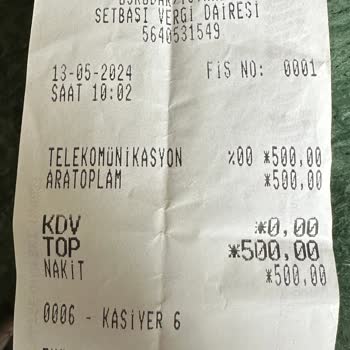 SETBAŞI VERGİ DAİRESİ
5640531549
13-05-2024 FİŞ NO: 0001
SAAT 10:02
TELEKOMÜNİKASYON %00 *500,00
ARATOPLAM *500,00
KDV *0,00
TOP *500,00
NAKİT *500,00
0006 - KASİYER 6